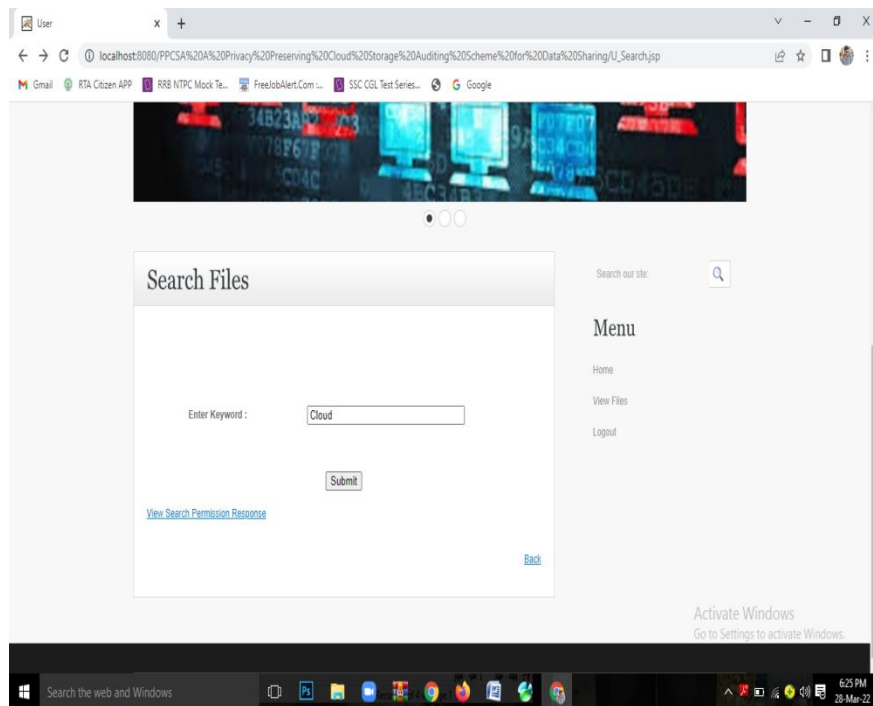 User
localhost:8080/PPCSA%20A%20Privacy%20Preserving%20Cloud%20Storage%20Auditing%20Scheme%20for%20Data%20Sharing/U_Search.jsp
Gmail RTA Citizen APP RRB NTPC Mock Te... FreeJobAlert.Com :... SSC CGL Test Series... Google
34B23A
Search Files
Search our site:
Menu
Home
View Files
Logout
Enter Keyword :
Cloud
Submit
View Search Permission Response
Back
Activate Windows
Go to Settings to activate Windows.
Search the web and Windows
Ps
6:25 PM
28-Mar-22